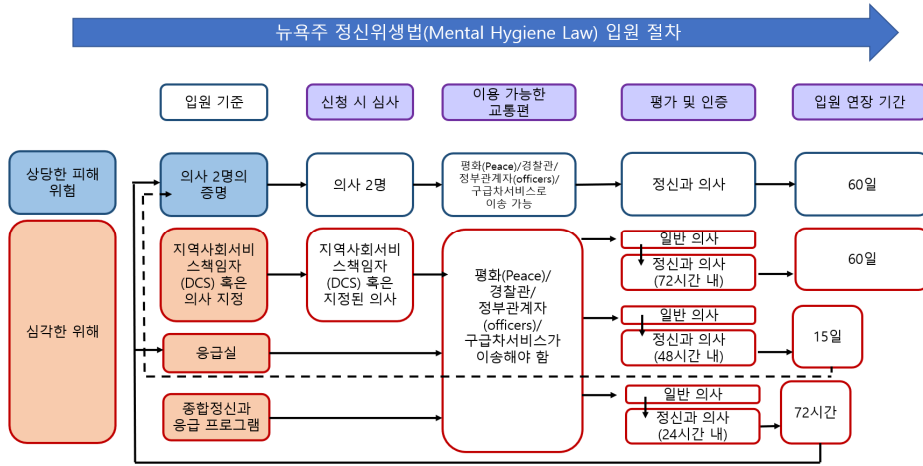 뉴욕주 정신위생법(Mental Hygiene Law) 입원 절차
입원 기준
신청 시 심사
이용 가능한
교통편
평가 및 인증
입원 연장 기간
상당한 피해
위험
의사 2명의
증명
의사 2명
평화(Peace)/경찰관/
정부관계자(officers)/
구급차서비스로
이송 가능
정신과 의사
60일
심각한 위해
지역사회서비
스책임자
(DCS) 혹은
의사 지정
지역사회서비
스책임자
(DCS) 혹은
지정된 의사
평화(Peace)/
경찰관/
정부관계자
(officers)/
구급차서비스가
이송해야 함
일반 의사
정신과 의사
(72시간 내)
60일
응급실
일반 의사
정신과 의사
(48시간 내)
15일
종합정신과
응급 프로그램
일반 의사
정신과 의사
(24시간 내)
72시간